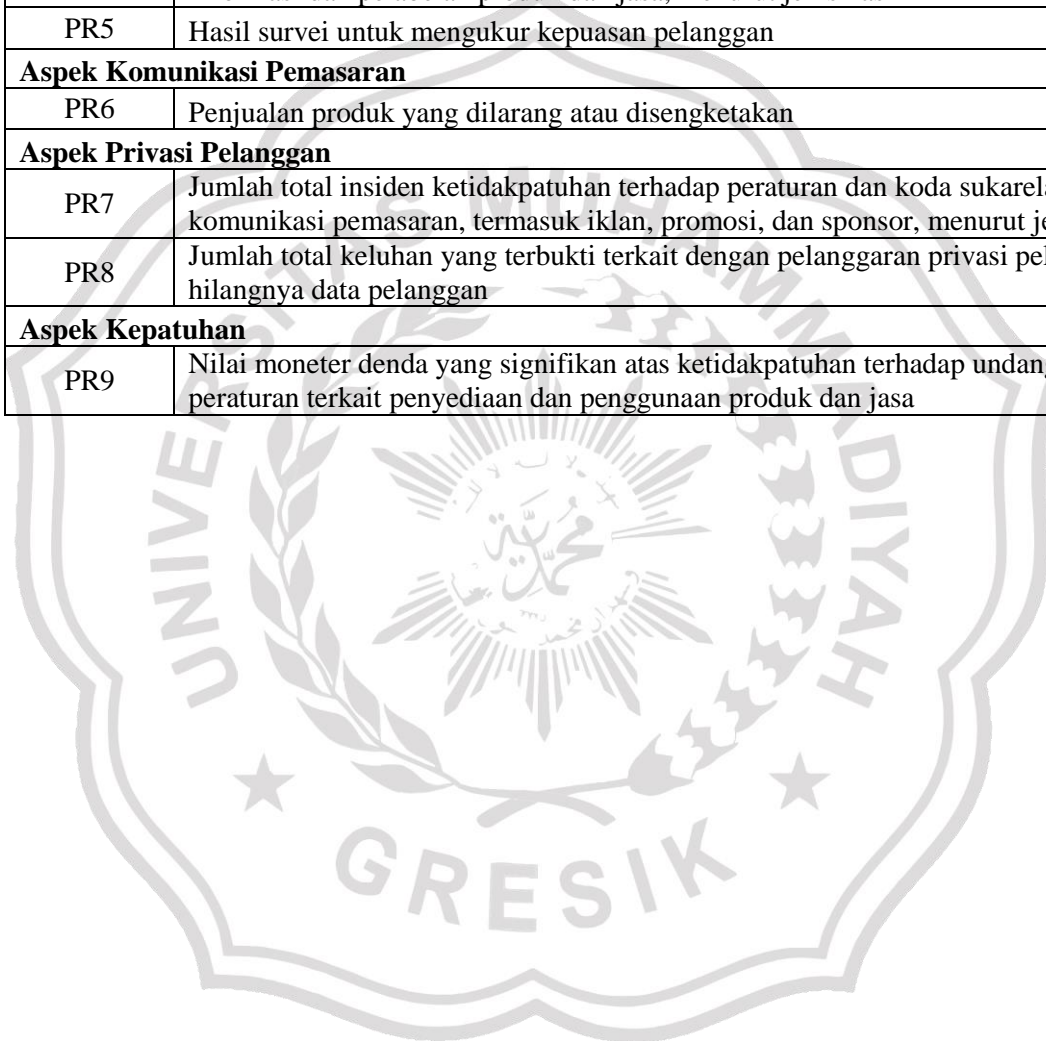 PR5 Hasil survei untuk mengukur kepuasan pelanggan
Aspek Komunikasi Pemasaran
PR6 Penjualan produk yang dilarang atau disengketakan
Aspek Privasi Pelanggan
PR7 Jumlah total insiden ketidakpatuhan terhadap peraturan dan koda
komunikasi pemasaran, termasuk iklan, promosi, dan sponsor, menurut
PR8 Jumlah total keluhan yang terbukti terkait dengan pelanggaran privasi
hilangnya data pelanggan
Aspek Kepatuhan
PR9 Nilai moneter denda yang signifikan atas ketidakpatuhan terhadap
peraturan terkait penyediaan dan penggunaan produk dan jasa
UNIVERSITAS MUHAMMADIYAH
GRESIK
محمد